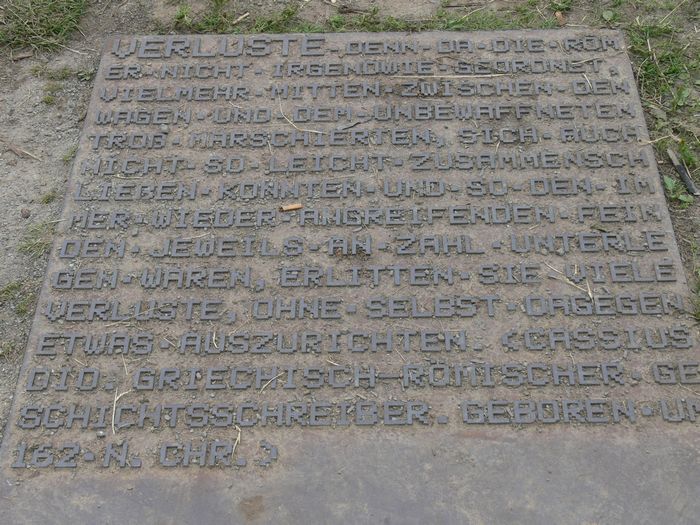 VERLUSTE. DENN·DA·DIE·RÖM
ER·NICHT·IRGENDWIE·GEORDNET,
VIELMEHR·MITTEN·ZWISCHEN·DEN
WAGEN·UND·DEM·UNBEWAFFNETEN
TROß·MARSCHIERTEN, SICH·AUCH
NICHT·SO·LEICHT·ZUSAMMENSCH
LIEßEN·KONNTEN·UND·SO·DEN·IM
MER·WIEDER·ANGREIFENDEN·FEIN
DEN·JEWEILS·AN·ZAHL·UNTERLE
GEN·WAREN, ERLITTEN·SIE·VIELE
VERLUSTE, OHNE·SELBST·DAGEGEN
ETWAS·AUSZURICHTEN. (CASSIUS
DIO. GRIECHISCH–RÖMISCHER GE
SCHICHTSSCHREIBER. GEBOREN·UM
162·N. CHR.)